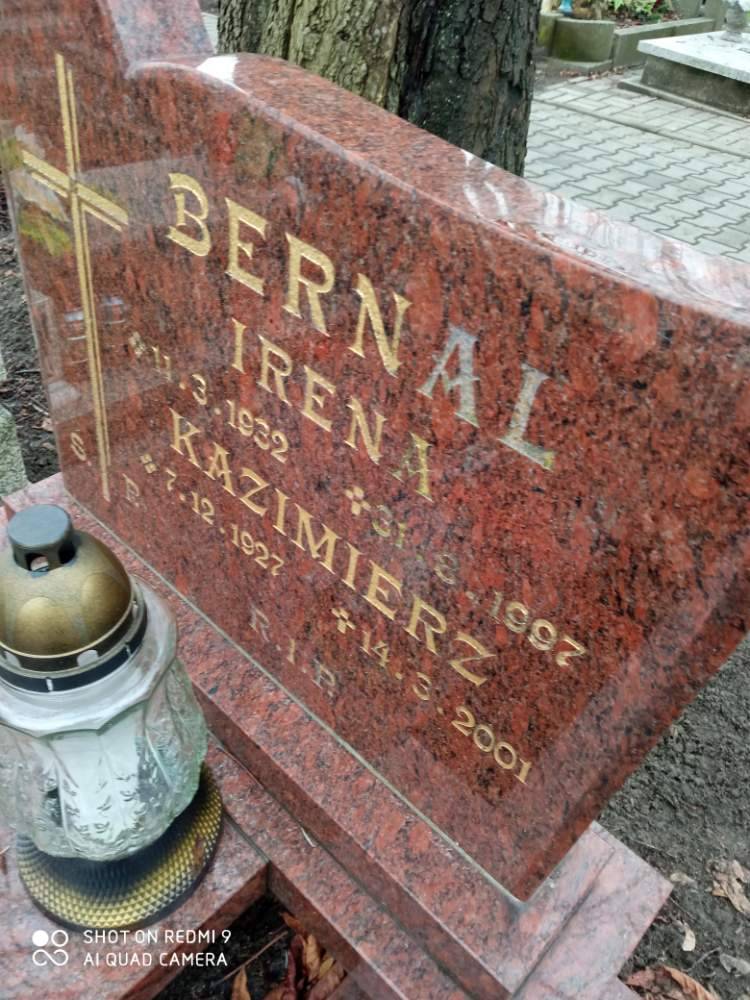 BERNAL
IRENA
11.3.1932 31.8.1997
KAZIMIERZ
7.12.1927 14.3.2001
S. P.
R.I.P.
SHOT ON REDMI 9
AI QUAD CAMERA